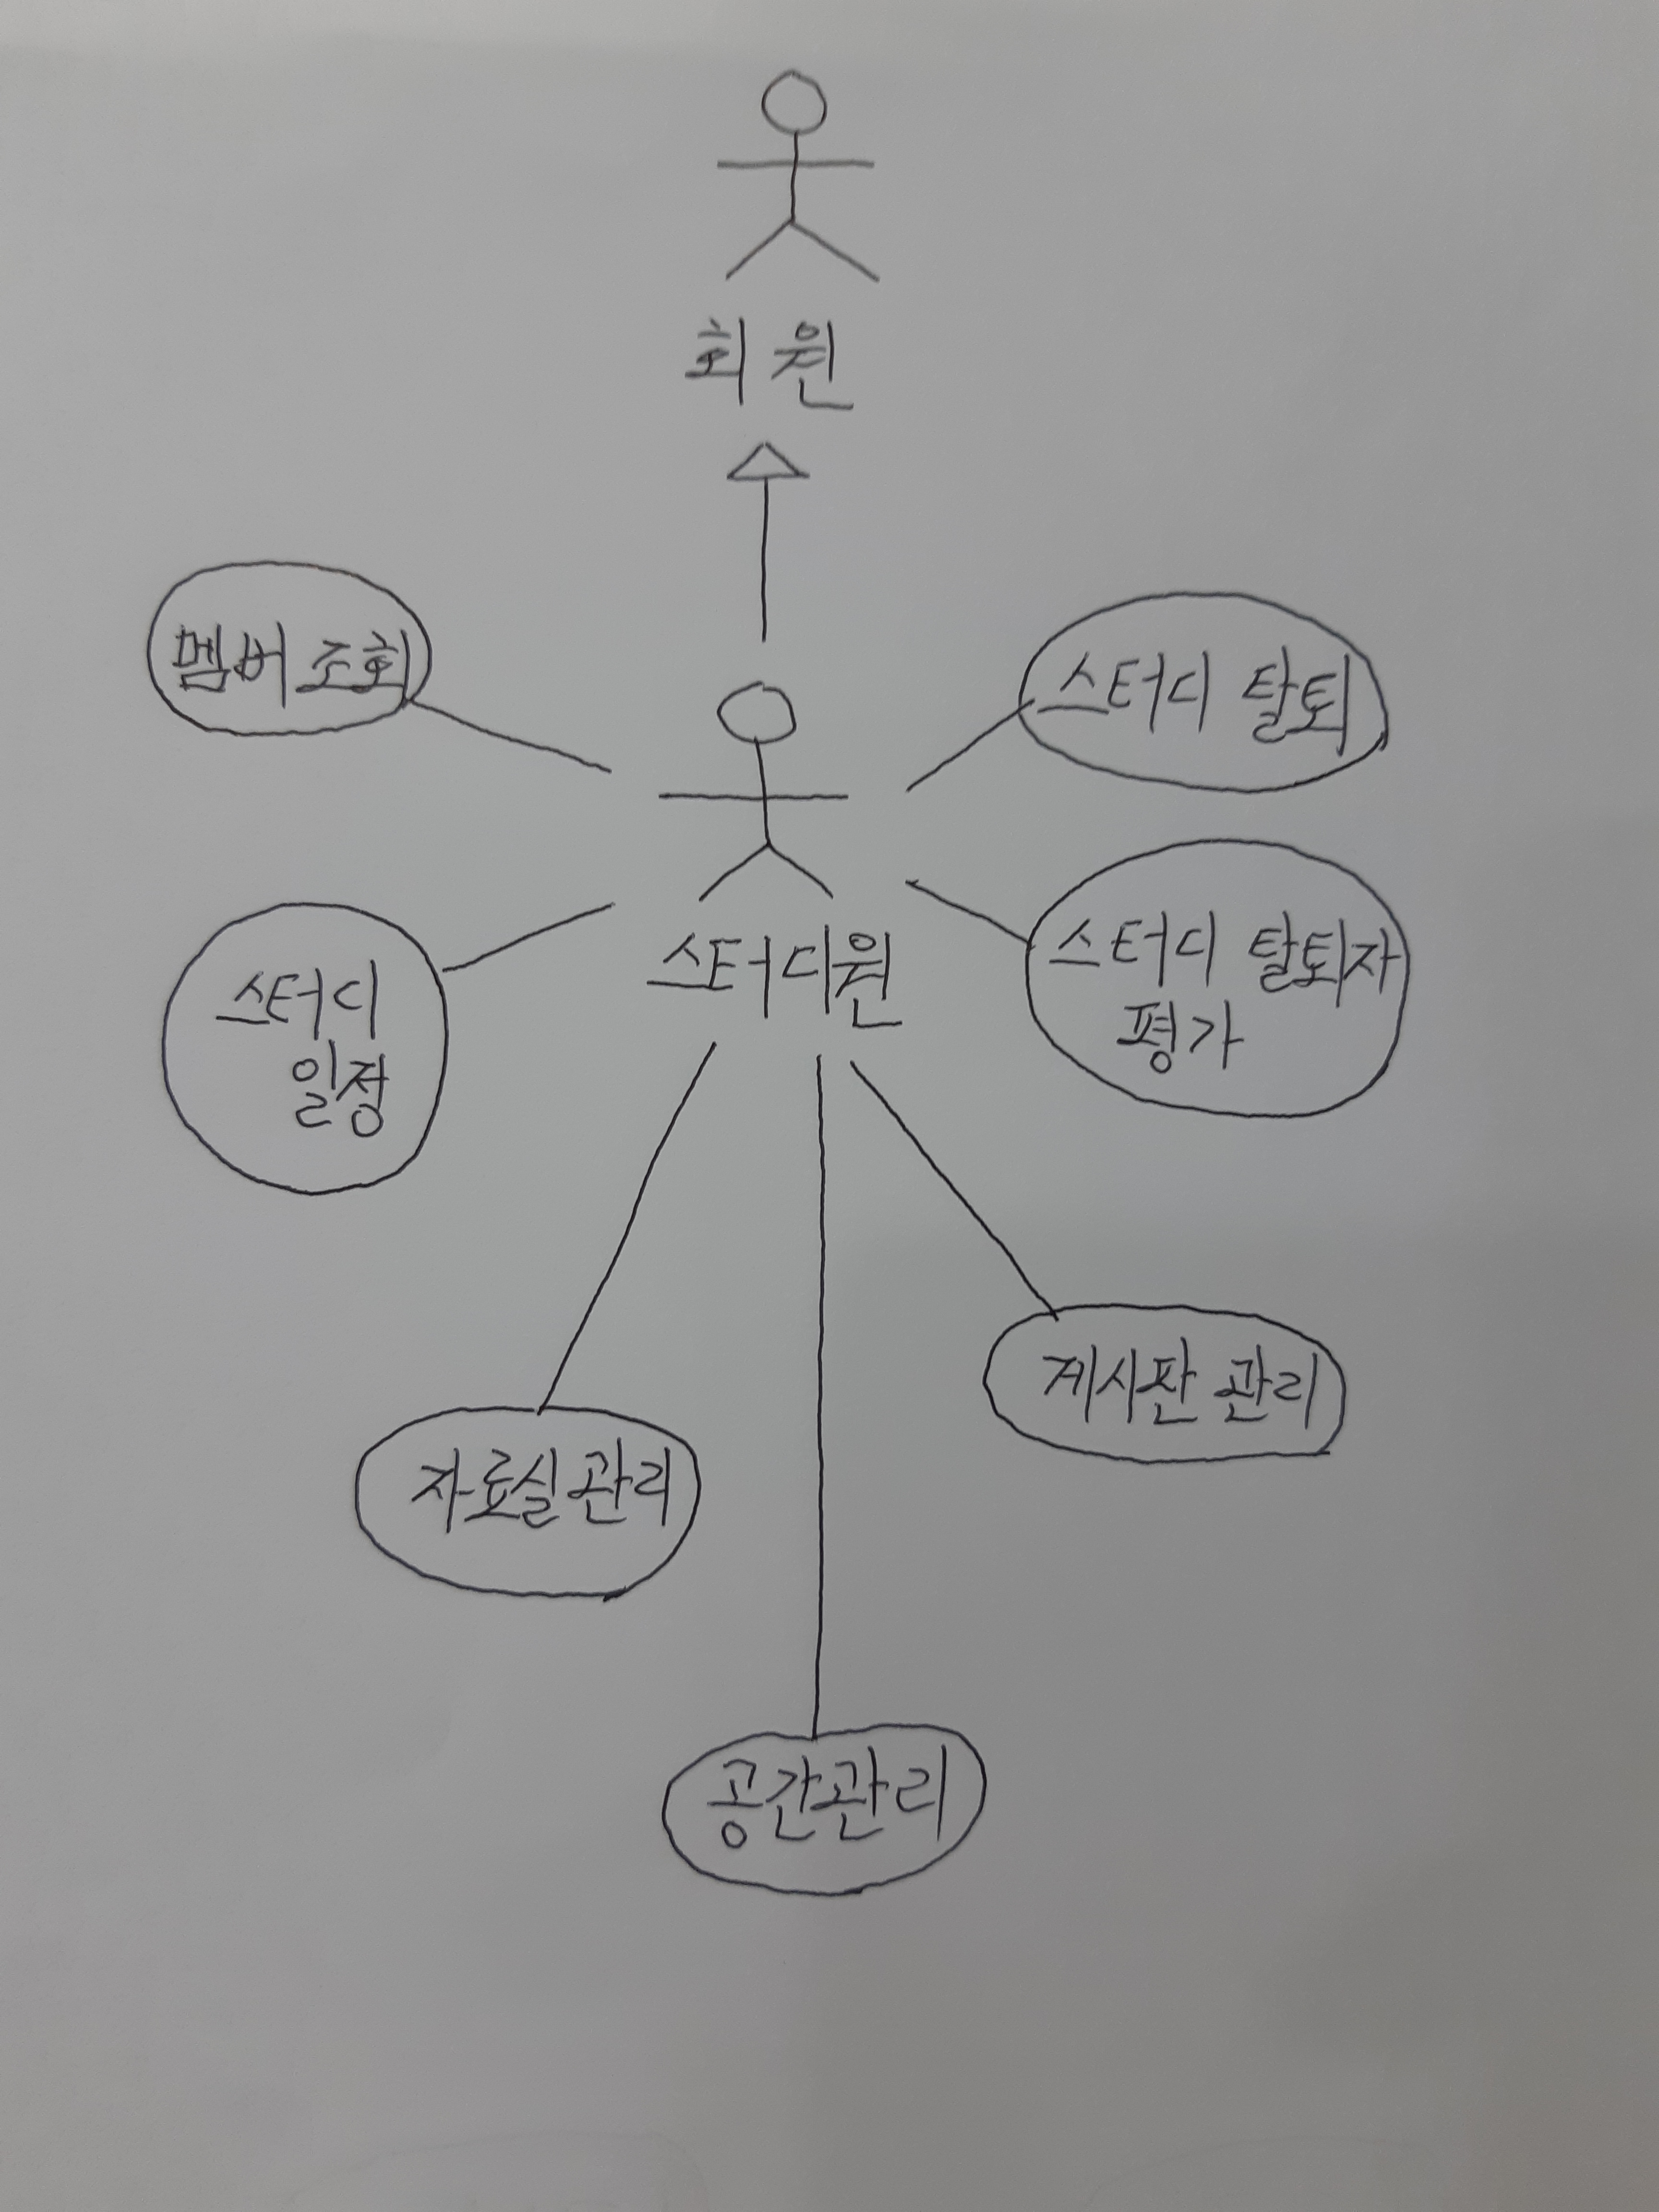 회원
멤버 조회
스터디 탈퇴
스터디원
스터디 탈퇴자
평가
스터디
일정
게시판 관리
자료실 관리
공간관리